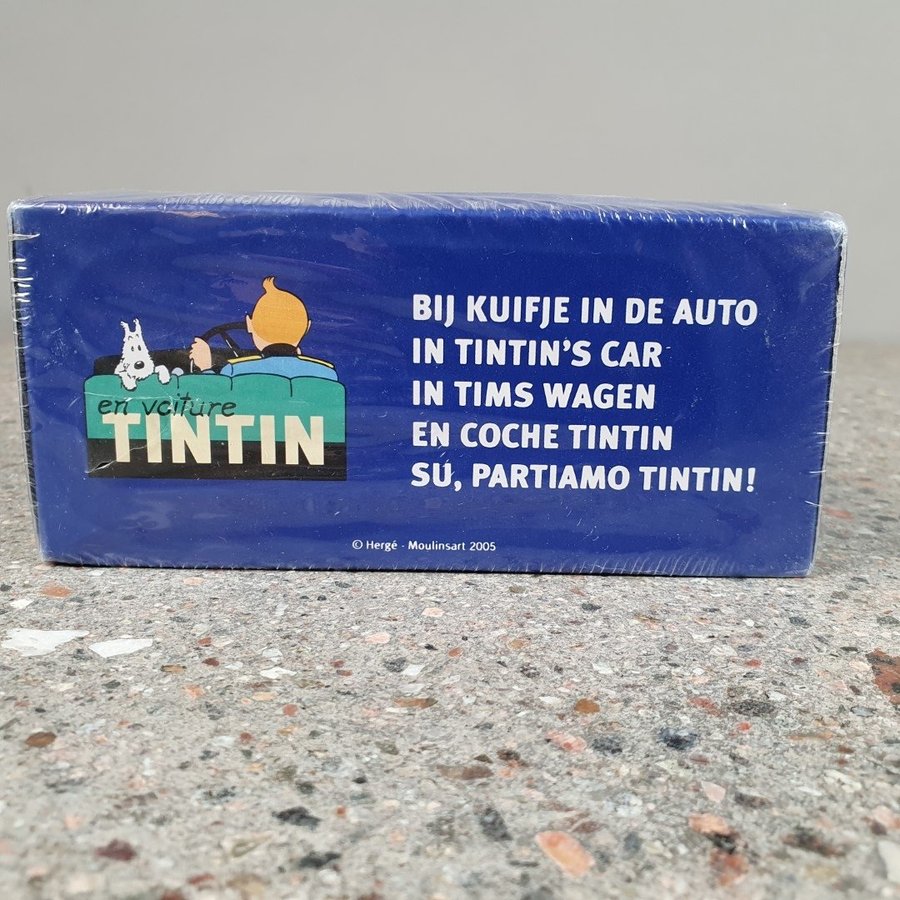 en voiture
TINTIN
BIJ KUIFJE IN DE AUTO
IN TINTIN'S CAR
IN TIMS WAGEN
EN COCHE TINTIN
SÚ, PARTIAMO TINTIN!
© Hergé - Moulinsart 2005